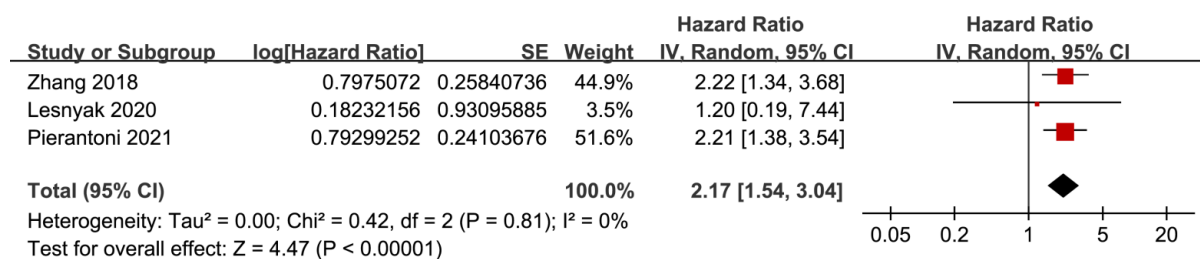 Hazard Ratio Hazard Ratio
Study or Subgroup log[Hazard Ratio] SE Weight IV, Random, 95% CI IV, Random, 95% CI
Zhang 2018 0.7975072 0.25840736 44.9% 2.22 [1.34, 3.68]
Lesnyak 2020 0.18232156 0.93095885 3.5% 1.20 [0.19, 7.44]
Pierantoni 2021 0.79299252 0.24103676 51.6% 2.21 [1.38, 3.54]
Total (95% CI) 100.0% 2.17 [1.54, 3.04]
Heterogeneity: Tau² = 0.00; Chi² = 0.42, df = 2 (P = 0.81); I² = 0%
Test for overall effect: Z = 4.47 (P < 0.00001)
0.05 0.2 1 5 20